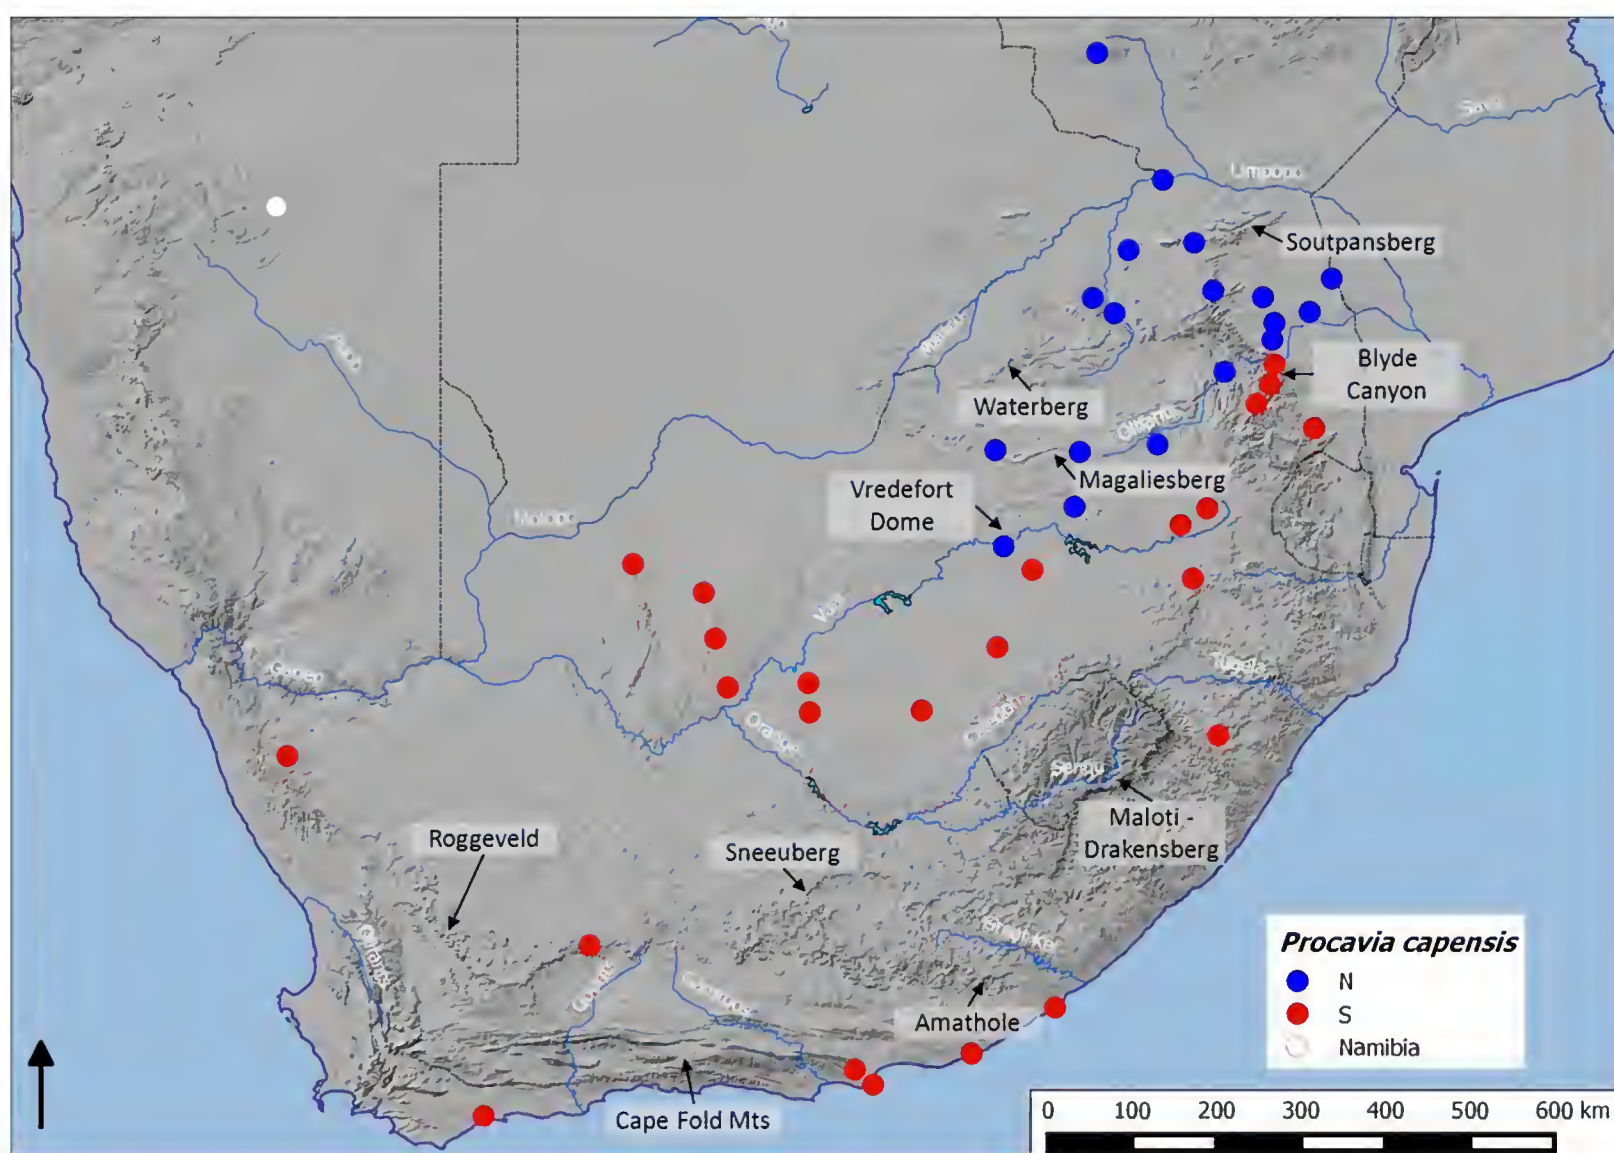 Limpopo
Soutpansberg
Blyde
Canyon
Waterberg
Olifants
Magaliesberg
Vredefort
Dome
Molopo
Vaal
Orange
Senqu
Maloti -
Drakensberg
Roggeveld
Sneeuberg
Amathole
Cape Fold Mts
Procavia capensis
N
S
Namibia
0 100 200 300 400 500 600 km